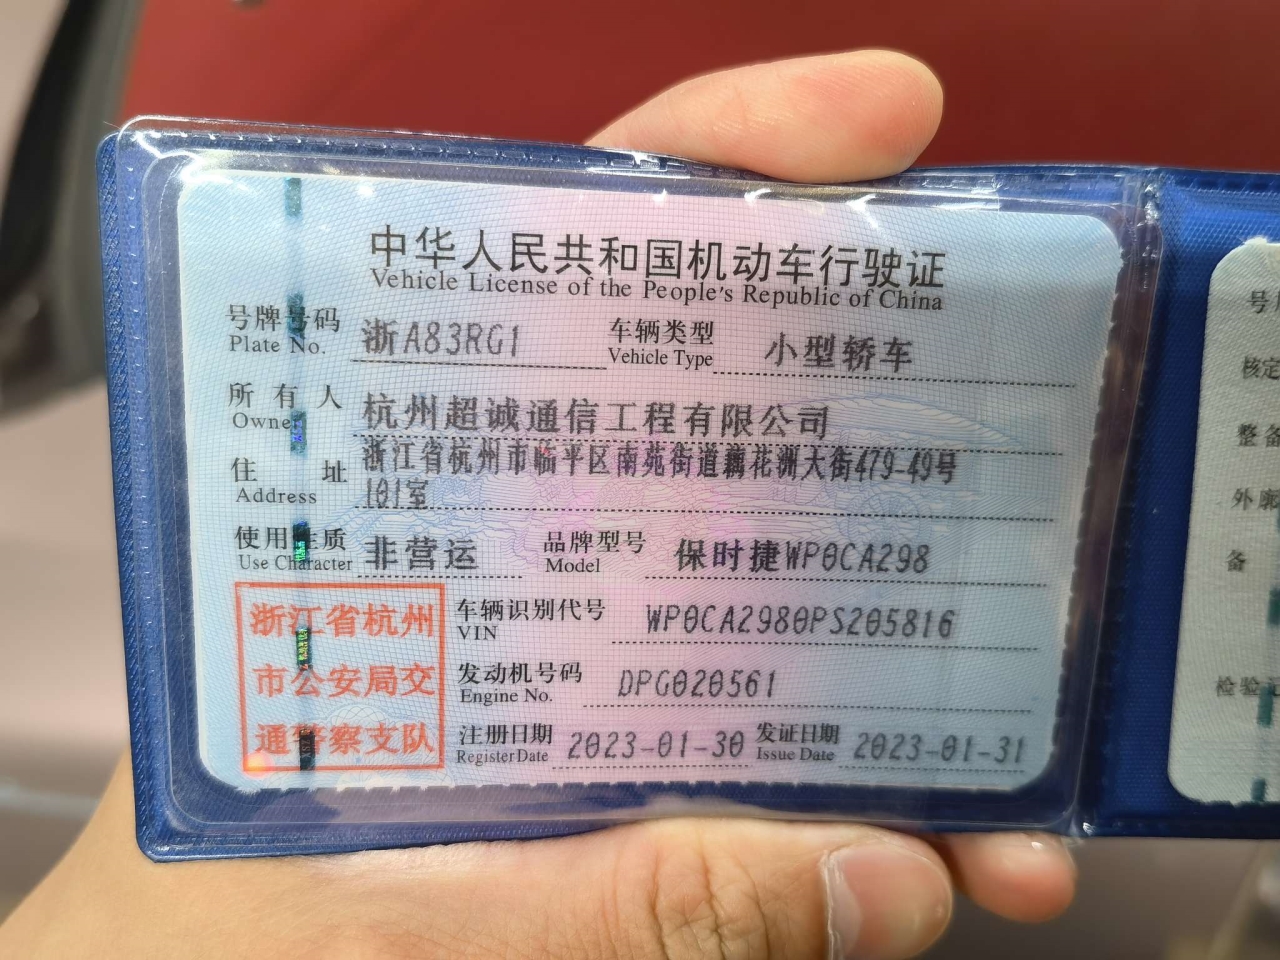 中华人民共和国机动车行驶证
Vehicle License of the People's Republic of China
号牌号码 浙A83RG1 车辆类型 小型轿车
Plate No. Vehicle Type
所有人 杭州超诚通信工程有限公司
Owner
住址 浙江省杭州市临平区南苑街道藕花洲大街479-49号
Address 101室
使用性质 非营运 品牌型号 保时捷WP0CA298
Use Character Model
浙江省杭州
市公安局交
通警察支队
车辆识别代号 WP0CA2980PS205816
VIN
发动机号码 DPG020561
Engine No.
注册日期 2023-01-30 发证日期 2023-01-31
Register Date Issue Date
号
核定
整备
外廓
备
检验